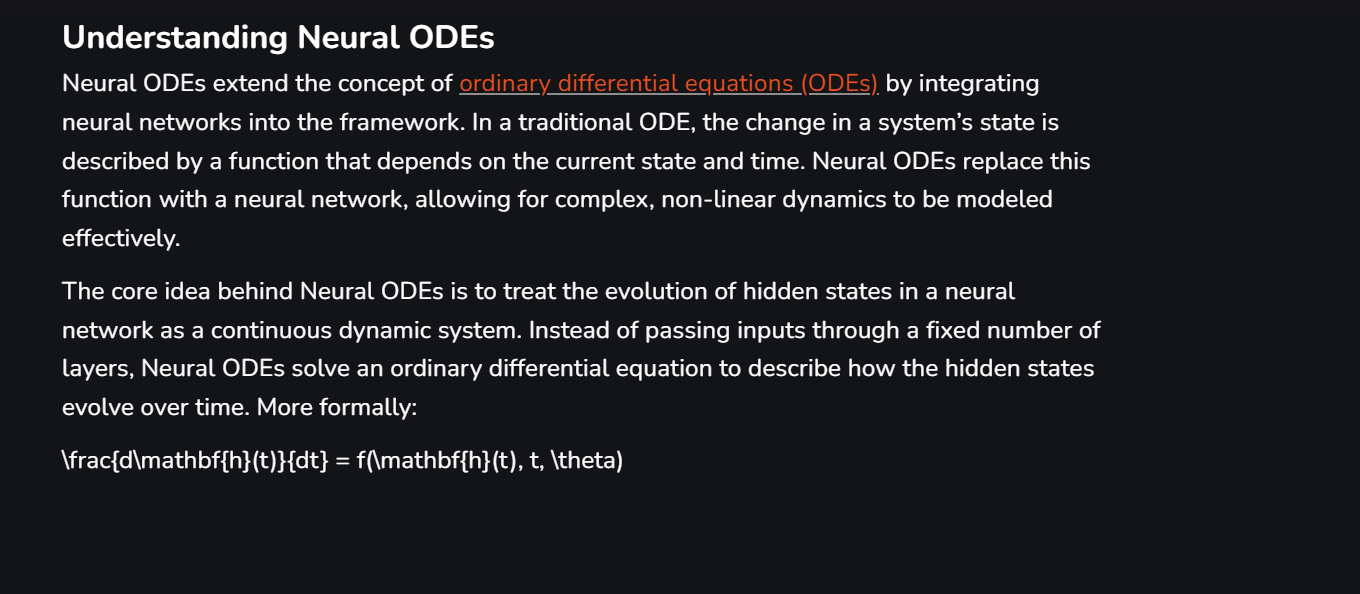 Understanding Neural ODEs
Neural ODEs extend the concept of ordinary differential equations (ODEs) by integrating
neural networks into the framework. In a traditional ODE, the change in a system’s state is
described by a function that depends on the current state and time. Neural ODEs replace this
function with a neural network, allowing for complex, non-linear dynamics to be modeled
effectively.
The core idea behind Neural ODEs is to treat the evolution of hidden states in a neural
network as a continuous dynamic system. Instead of passing inputs through a fixed number of
layers, Neural ODEs solve an ordinary differential equation to describe how the hidden states
evolve over time. More formally:
\frac{d\mathbf{h}(t)}{dt} = f(\mathbf{h}(t), t, \theta)